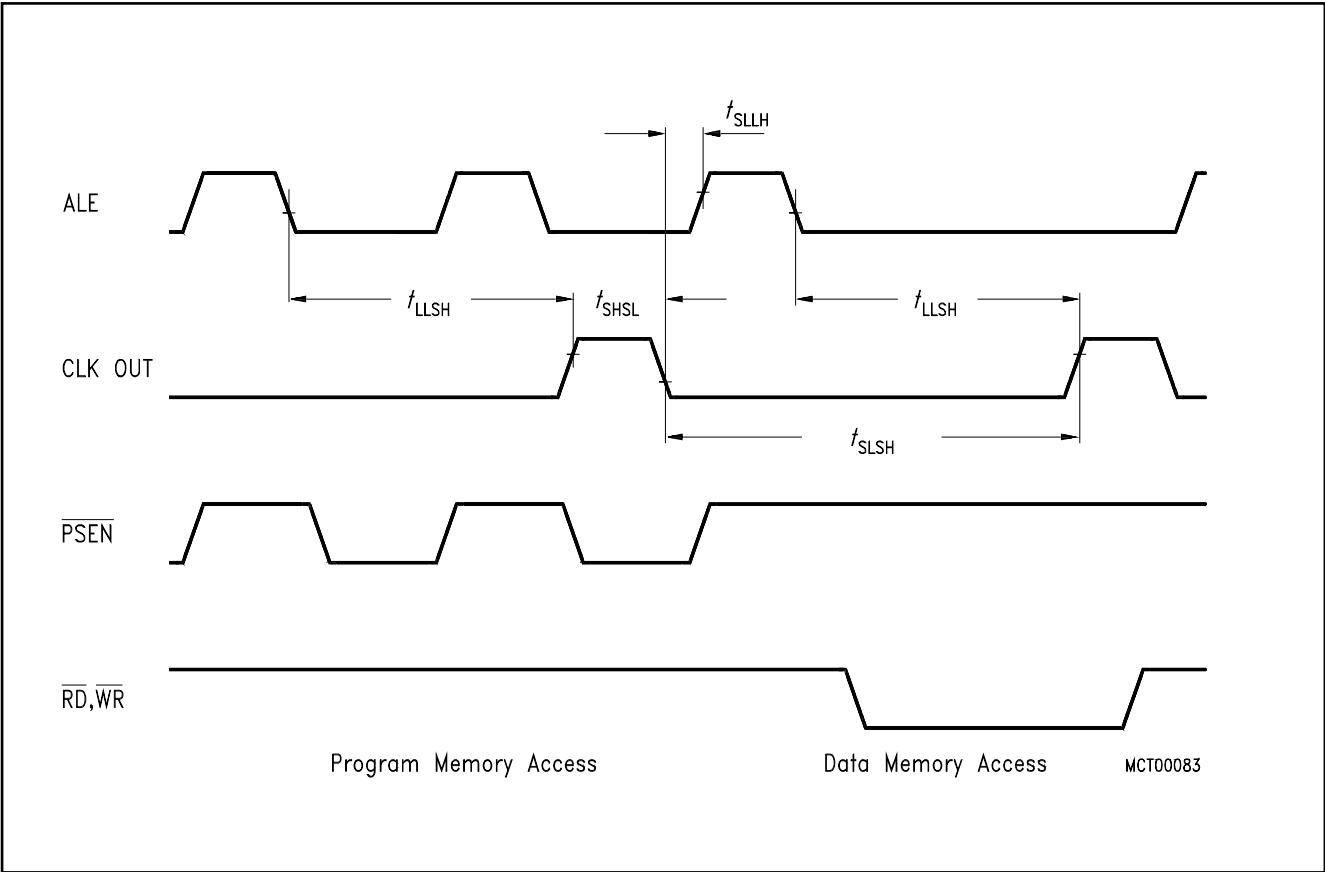 tSLLH
ALE
tLLSH tSHSL tLLSH
CLK OUT
tSLSH
PSEN
RD,WR
Program Memory Access Data Memory Access MCT00083